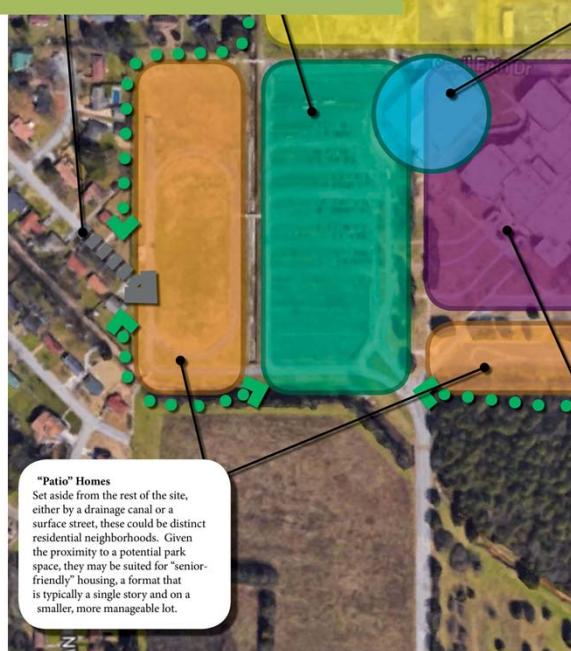 “Patio” Homes
Set aside from the rest of the site,
either by a drainage canal or a
surface street, these could be distinct
residential neighborhoods.  Given
the proximity to a potential park
space, they may be suited for “senior-
friendly” housing, a format that
is typically a single story and on a
smaller, more manageable lot.